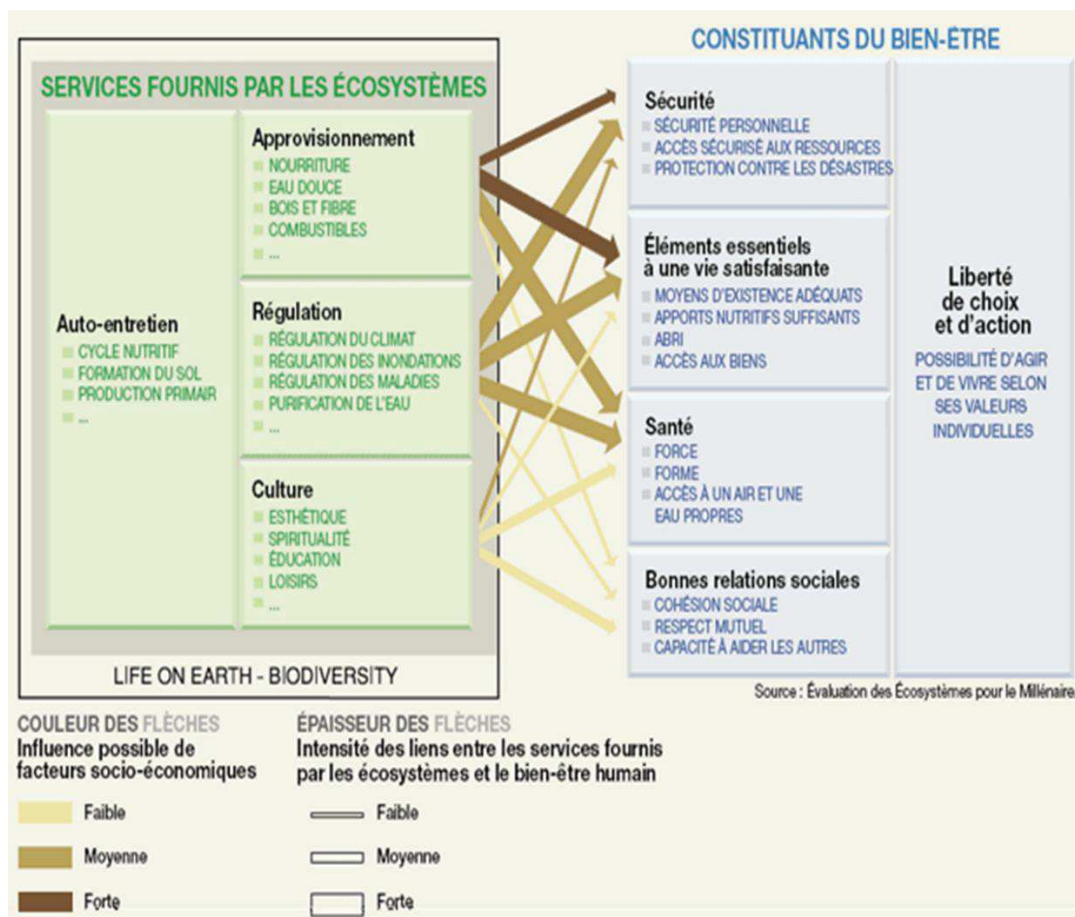 CONSTITUANTS DU BIEN-ÊTRE
SERVICES FOURNIS PAR LES ÉCOSYSTÈMES
Auto-entretien
CYCLE NUTRITIF
FORMATION DU SOL
PRODUCTION PRIMAIR
...
Approvisionnement
NOURRITURE
EAU DOUCE
BOIS ET FIBRE
COMBUSTIBLES
...
Régulation
RÉGULATION DU CLIMAT
RÉGULATION DES INONDATIONS
RÉGULATION DES MALADIES
PURIFICATION DE L'EAU
...
Culture
ESTHÉTIQUE
SPIRITUALITÉ
ÉDUCATION
LOISIRS
...
LIFE ON EARTH - BIODIVERSITY
Sécurité
SÉCURITÉ PERSONNELLE
ACCÈS SÉCURISÉ AUX RESSOURCES
PROTECTION CONTRE LES DÉSASTRES
Éléments essentiels
à une vie satisfaisante
MOYENS D'EXISTENCE ADÉQUATS
APPORTS NUTRITIFS SUFFISANTS
ABRI
ACCÈS AUX BIENS
Santé
FORCE
FORME
ACCÈS À UN AIR ET UNE
EAU PROPRES
Bonnes relations sociales
COHÉSION SOCIALE
RESPECT MUTUEL
CAPACITÉ À AIDER LES AUTRES
Liberté
de choix
et d'action
POSSIBILITÉ D'AGIR
ET DE VIVRE SELON
SES VALEURS
INDIVIDUELLES
Source : Évaluation des Écosystèmes pour le Millénaire
COULEUR DES FLÈCHES
Influence possible de
facteurs socio-économiques
Faible
Moyenne
Forte
ÉPAISSEUR DES FLÈCHES
Intensité des liens entre les services fournis
par les écosystèmes et le bien-être humain
Faible
Moyenne
Forte